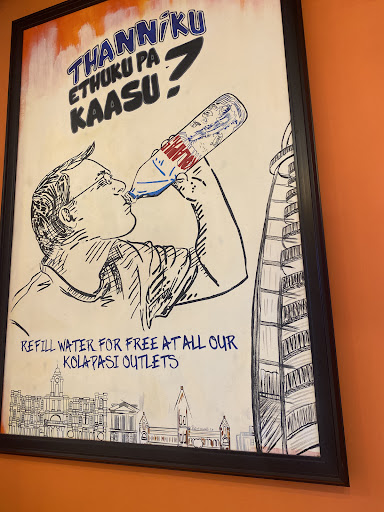 THANNiKU
ETHUKU PA
KAASU?
REFILL WATER FOR FREE AT ALL OUR
KOLAPASI OUTLETS